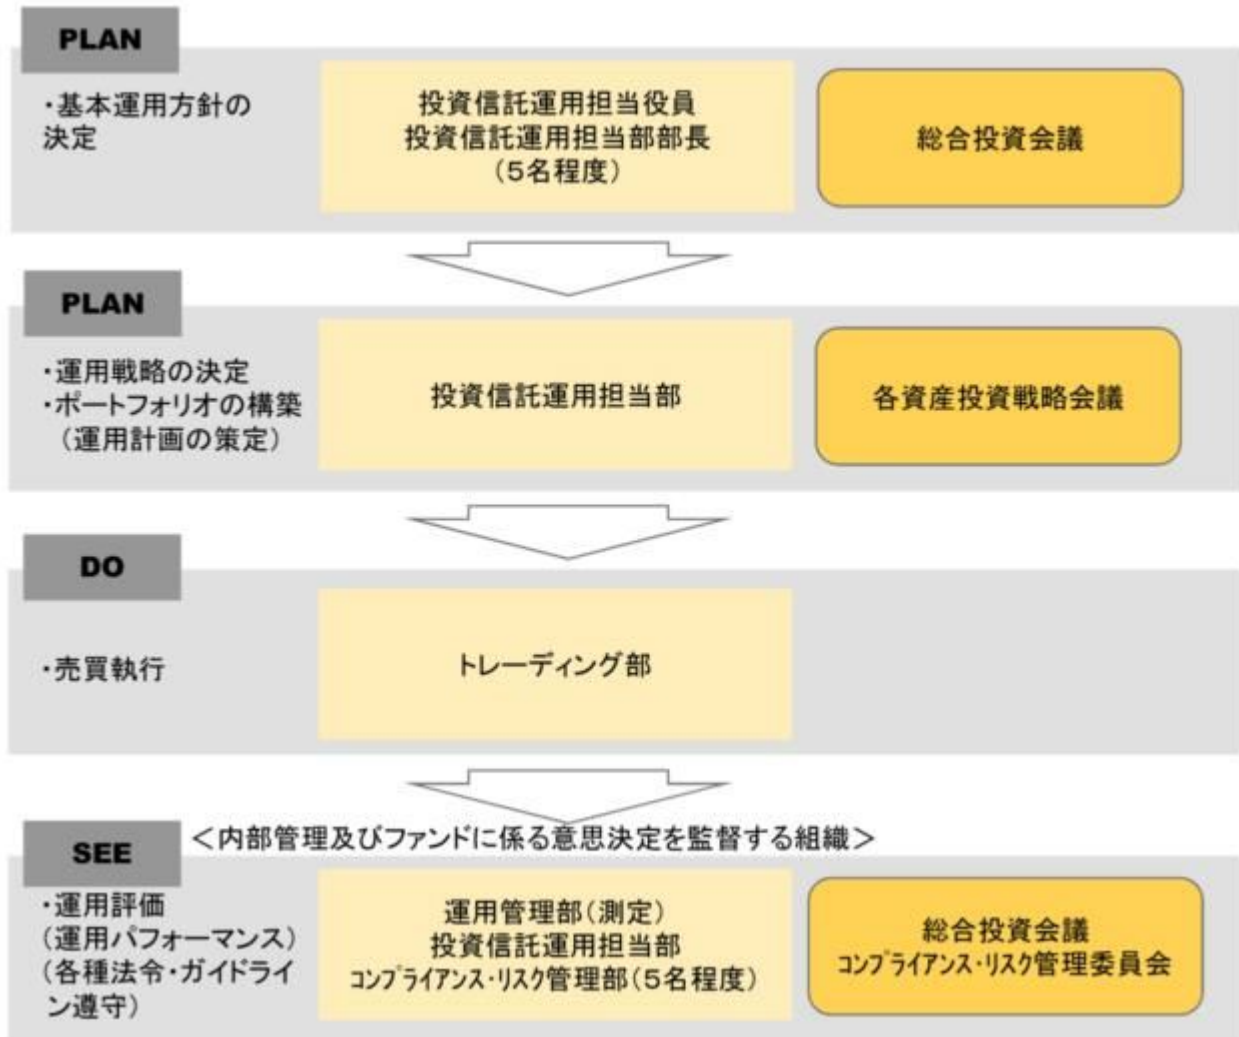 PLAN
・基本運用方針の
決定
投資信託運用担当役員
投資信託運用担当部部長
(5名程度)
総合投資会議
PLAN
・運用戦略の決定
・ポートフォリオの構築
(運用計画の策定)
投資信託運用担当部
各資産投資戦略会議
DO
・売買執行
トレーディング部
SEE
<内部管理及びファンドに係る意思決定を監督する組織>
・運用評価
(運用パフォーマンス)
(各種法令・ガイドライ
ン遵守)
運用管理部(測定)
投資信託運用担当部
コンプライアンス・リスク管理部(5名程度)
総合投資会議
コンプライアンス・リスク管理委員会